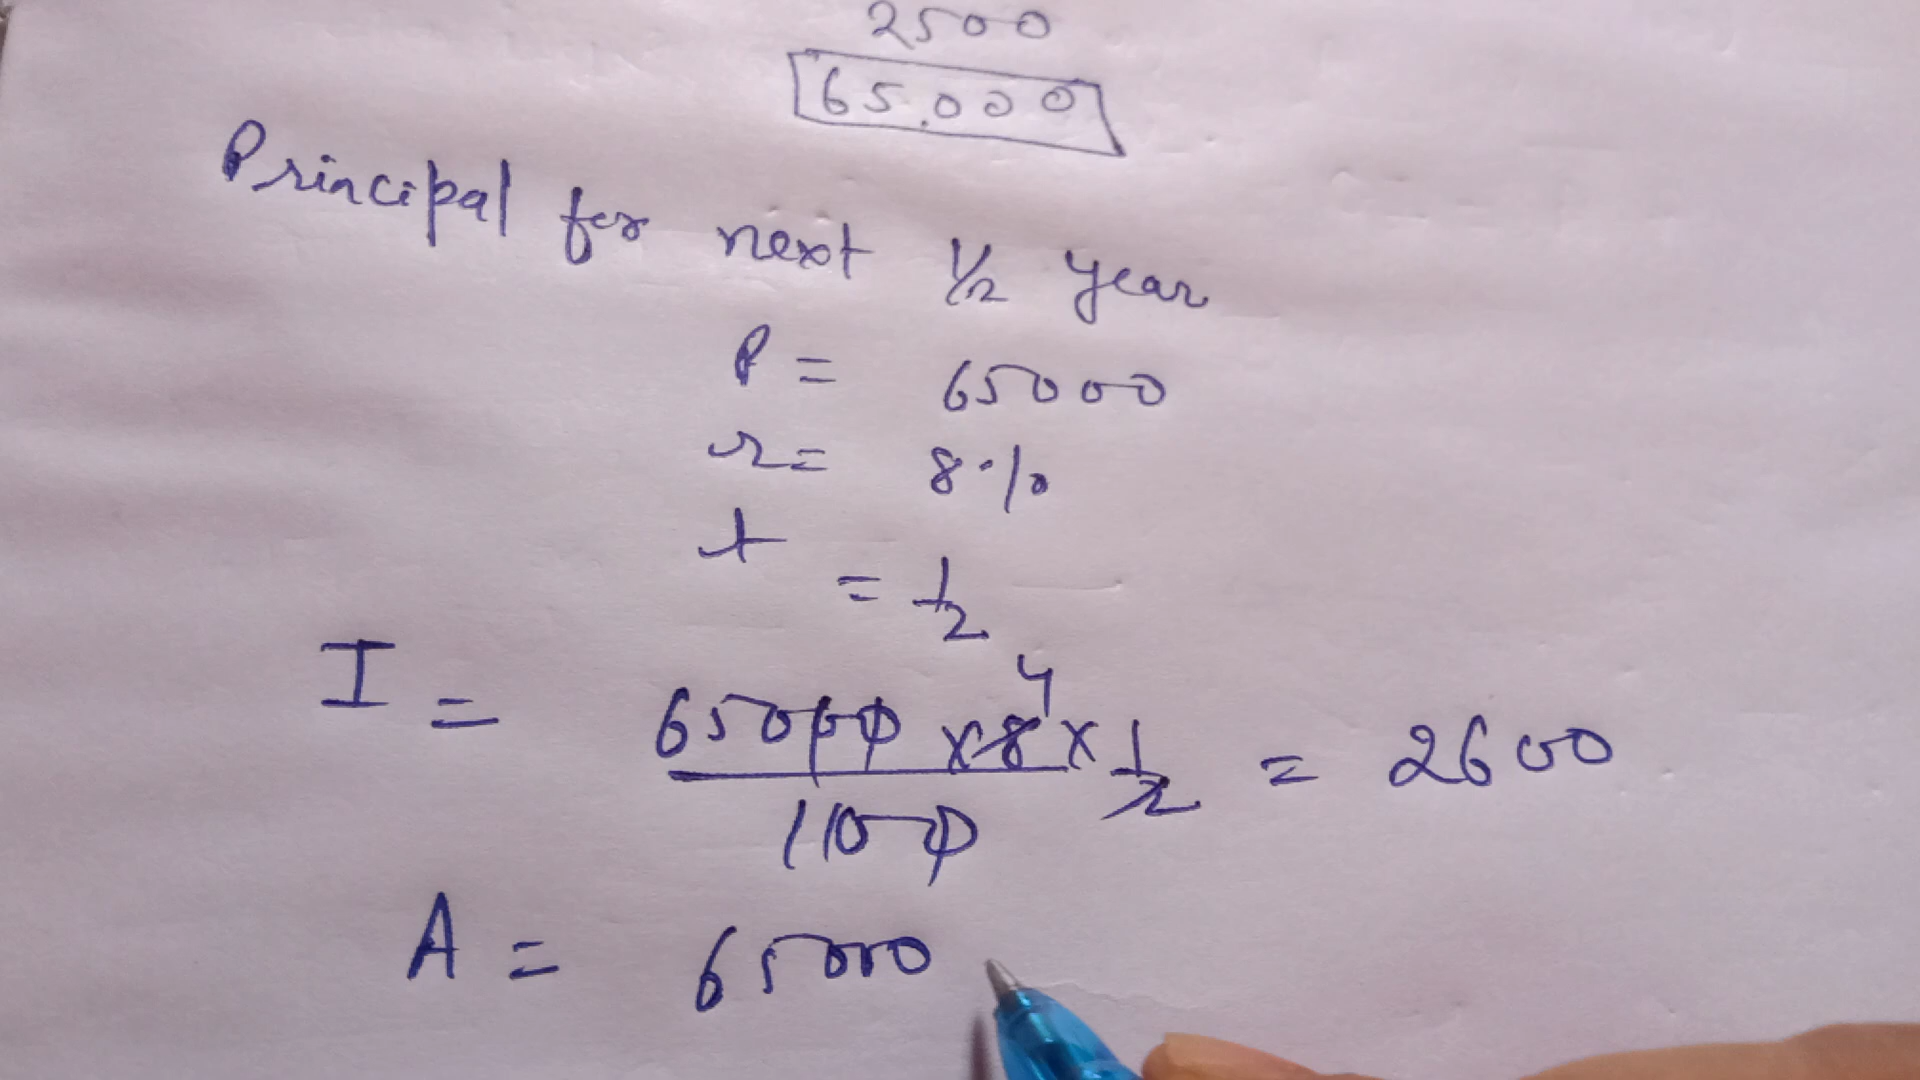 2500
65,000
Principal for next 1/2 year
P = 65000
r = 8%
t = 1/2
I = 65000 × 8 4 × 1/2 / 100 = 2600
A = 65000